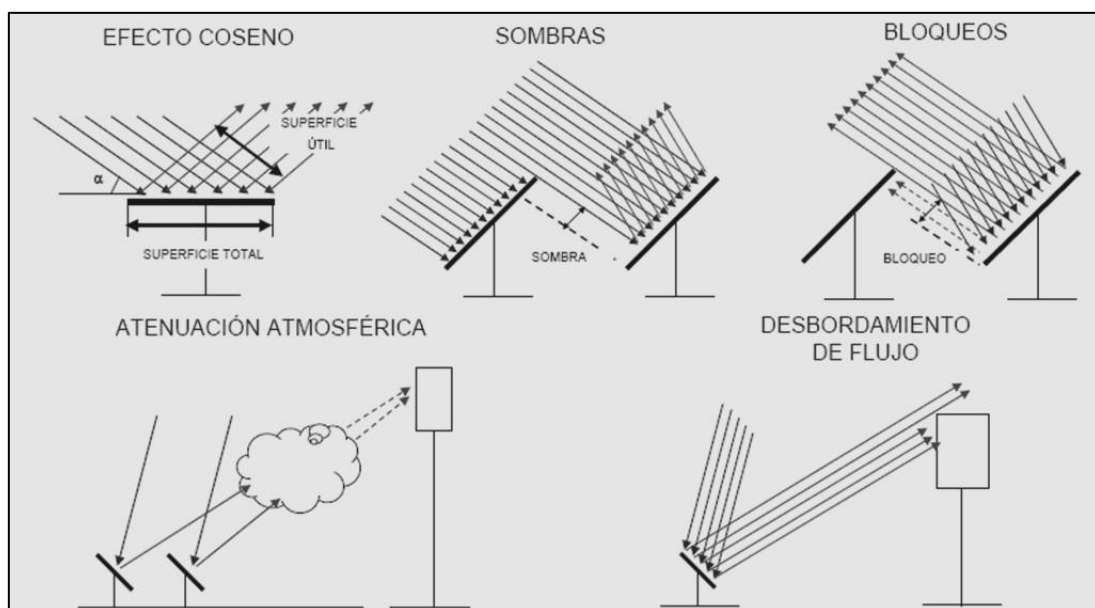 EFECTO COSENO
SUPERFICIE
ÚTIL
α
SUPERFICIE TOTAL
SOMBRAS
SOMBRA
BLOQUEOS
BLOQUEO
ATENUACIÓN ATMOSFÉRICA
DESBORDAMIENTO
DE FLUJO